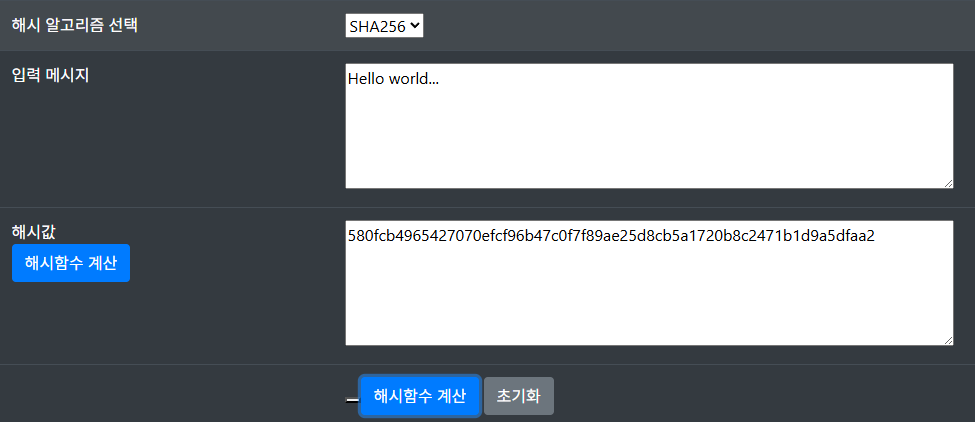 해시 알고리즘 선택 SHA256
입력 메시지 Hello world...
해시값 580fcb4965427070efcf96b47c0f7f89ae25d8cb5a1720b8c2471b1d9a5dfaa2
해시함수 계산
해시함수 계산 초기화